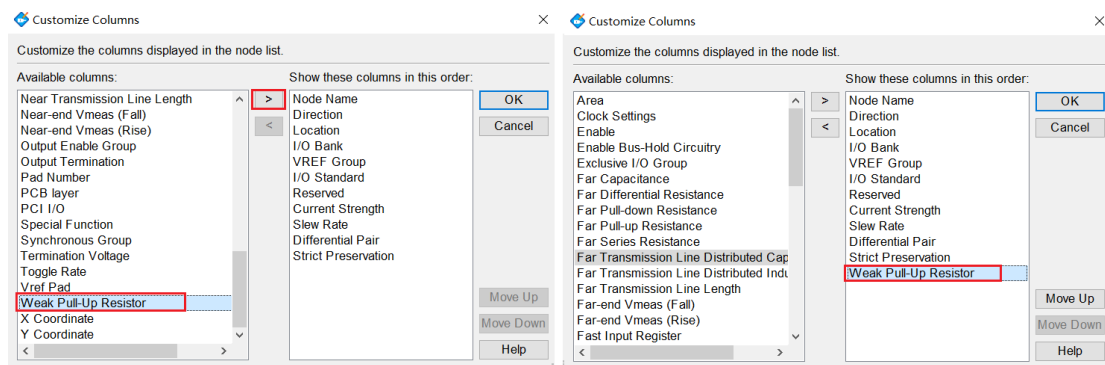 Customize Columns
Customize the columns displayed in the node list.
Available columns:
Near Transmission Line Length
Near-end Vmeas (Fall)
Near-end Vmeas (Rise)
Output Enable Group
Output Termination
Pad Number
PCB layer
PCI I/O
Special Function
Synchronous Group
Termination Voltage
Toggle Rate
Vref Pad
Weak Pull-Up Resistor
X Coordinate
Y Coordinate
>
<
Show these columns in this order:
Node Name
Direction
Location
I/O Bank
VREF Group
I/O Standard
Reserved
Current Strength
Slew Rate
Differential Pair
Strict Preservation
OK
Cancel
Move Up
Move Down
Help
Customize Columns
Customize the columns displayed in the node list.
Available columns:
Area
Clock Settings
Enable
Enable Bus-Hold Circuitry
Exclusive I/O Group
Far Capacitance
Far Differential Resistance
Far Pull-down Resistance
Far Pull-up Resistance
Far Series Resistance
Far Transmission Line Distributed Cap
Far Transmission Line Distributed Indu
Far Transmission Line Length
Far-end Vmeas (Fall)
Far-end Vmeas (Rise)
Fast Input Register
>
<
Show these columns in this order:
Node Name
Direction
Location
I/O Bank
VREF Group
I/O Standard
Reserved
Current Strength
Slew Rate
Differential Pair
Strict Preservation
Weak Pull-Up Resistor
OK
Cancel
Move Up
Move Down
Help